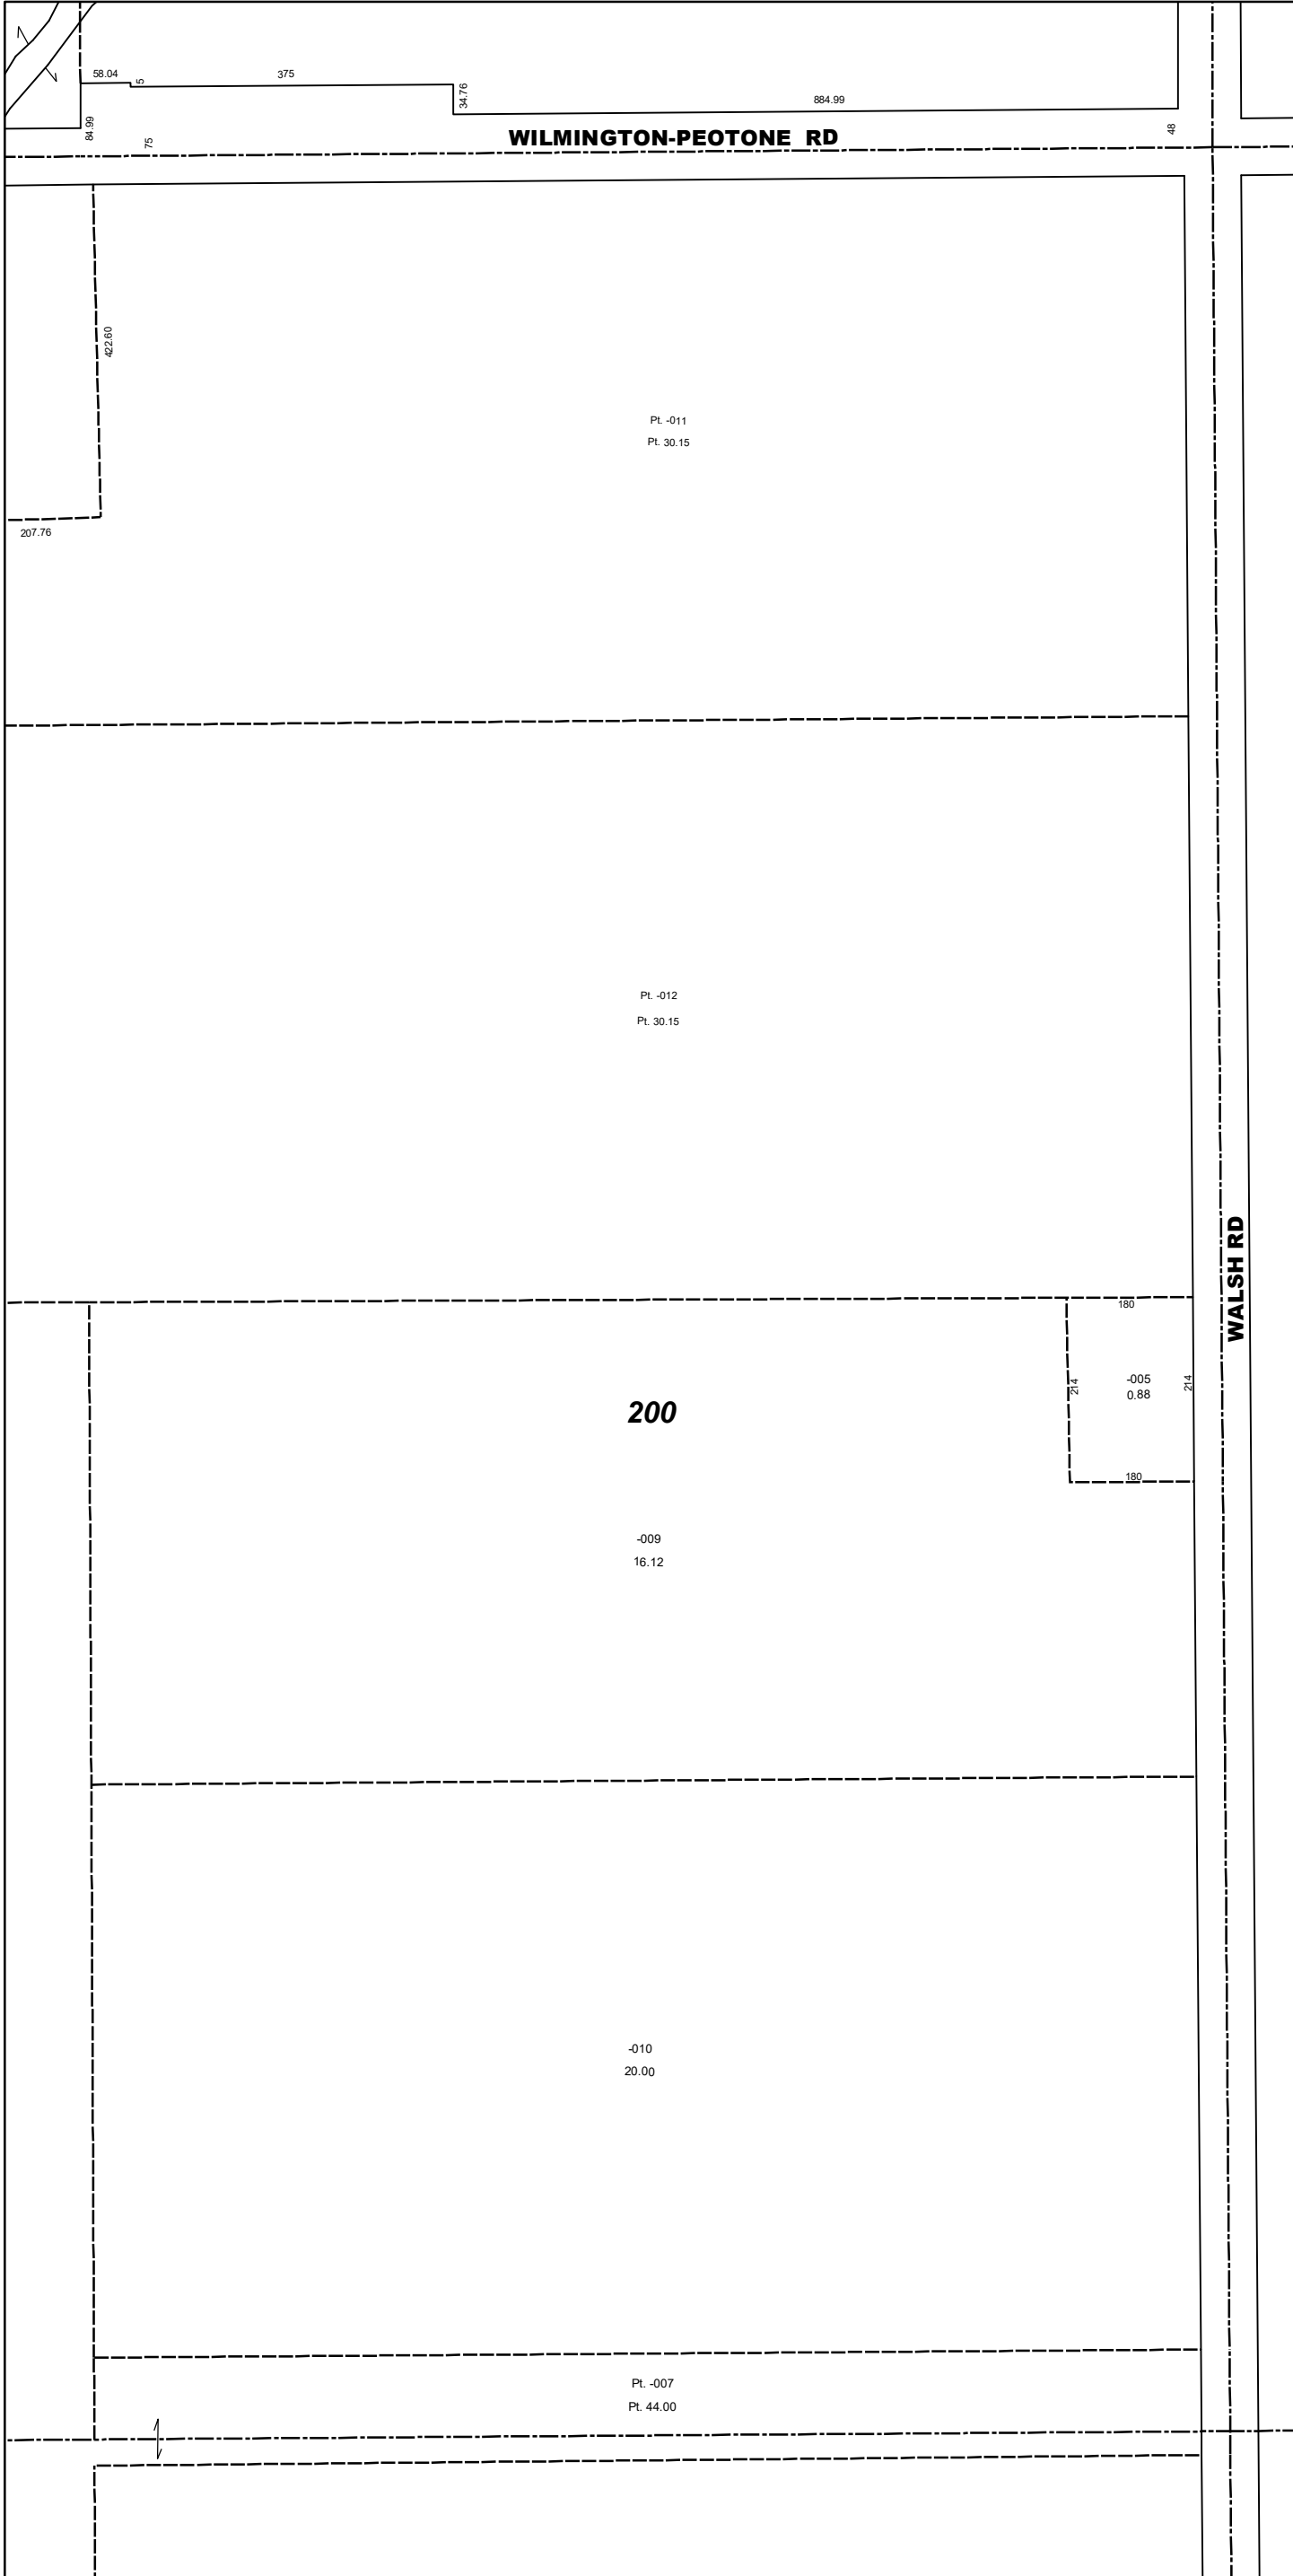 58.04
5
375
34.76
884.99
84.99
75
48
WILMINGTON-PEOTONE RD
422.60
Pt. -011
Pt. 30.15
207.76
Pt. -012
Pt. 30.15
WALSH RD
180
214
-005
0.88
214
180
200
-009
16.12
-010
20.00
Pt. -007
Pt. 44.00